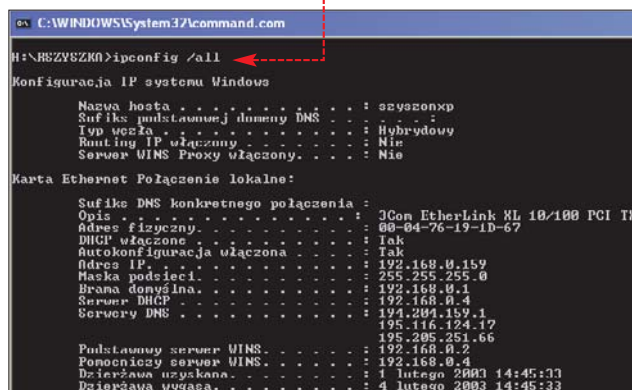 C:\WINDOWS\System32\command.com
H:\RSZYSZKO>ipconfig /all
Konfiguracja IP systemu Windows
Nazwa hosta . . . . . . . . . . . : szyszonxp
Sufiks podstawowej domeny DNS . . . . . . :
Typ węzła . . . . . . . . . . . . : Hybrydowy
Routing IP włączony . . . . . . . : Nie
Serwer WINS Proxy włączony. . . . : Nie
Karta Ethernet Połączenie lokalne:
Sufiks DNS konkretnego połączenia :
Opis . . . . . . . . . . . . . . : 3Com EtherLink XL 10/100 PCI TX
Adres fizyczny. . . . . . . . . . : 00-04-76-19-1D-67
DHCP włączone . . . . . . . . . . : Tak
Autokonfiguracja włączona . . . . : Tak
Adres IP. . . . . . . . . . . . . : 192.168.0.159
Maska podsieci. . . . . . . . . . : 255.255.255.0
Brama domyślna. . . . . . . . . . : 192.168.0.1
Serwer DHCP . . . . . . . . . . . : 192.168.0.4
Serwery DNS . . . . . . . . . . . : 194.204.159.1
195.116.124.17
195.205.251.66
Podstawowy serwer WINS. . . . . . : 192.168.0.2
Pomocniczy serwer WINS. . . . . . : 192.168.0.4
Dzierżawa uzyskana. . . . . . . . : 1 lutego 2003 14:45:33
Dzierżawa wygasa. . . . . . . . . : 4 lutego 2003 14:45:33